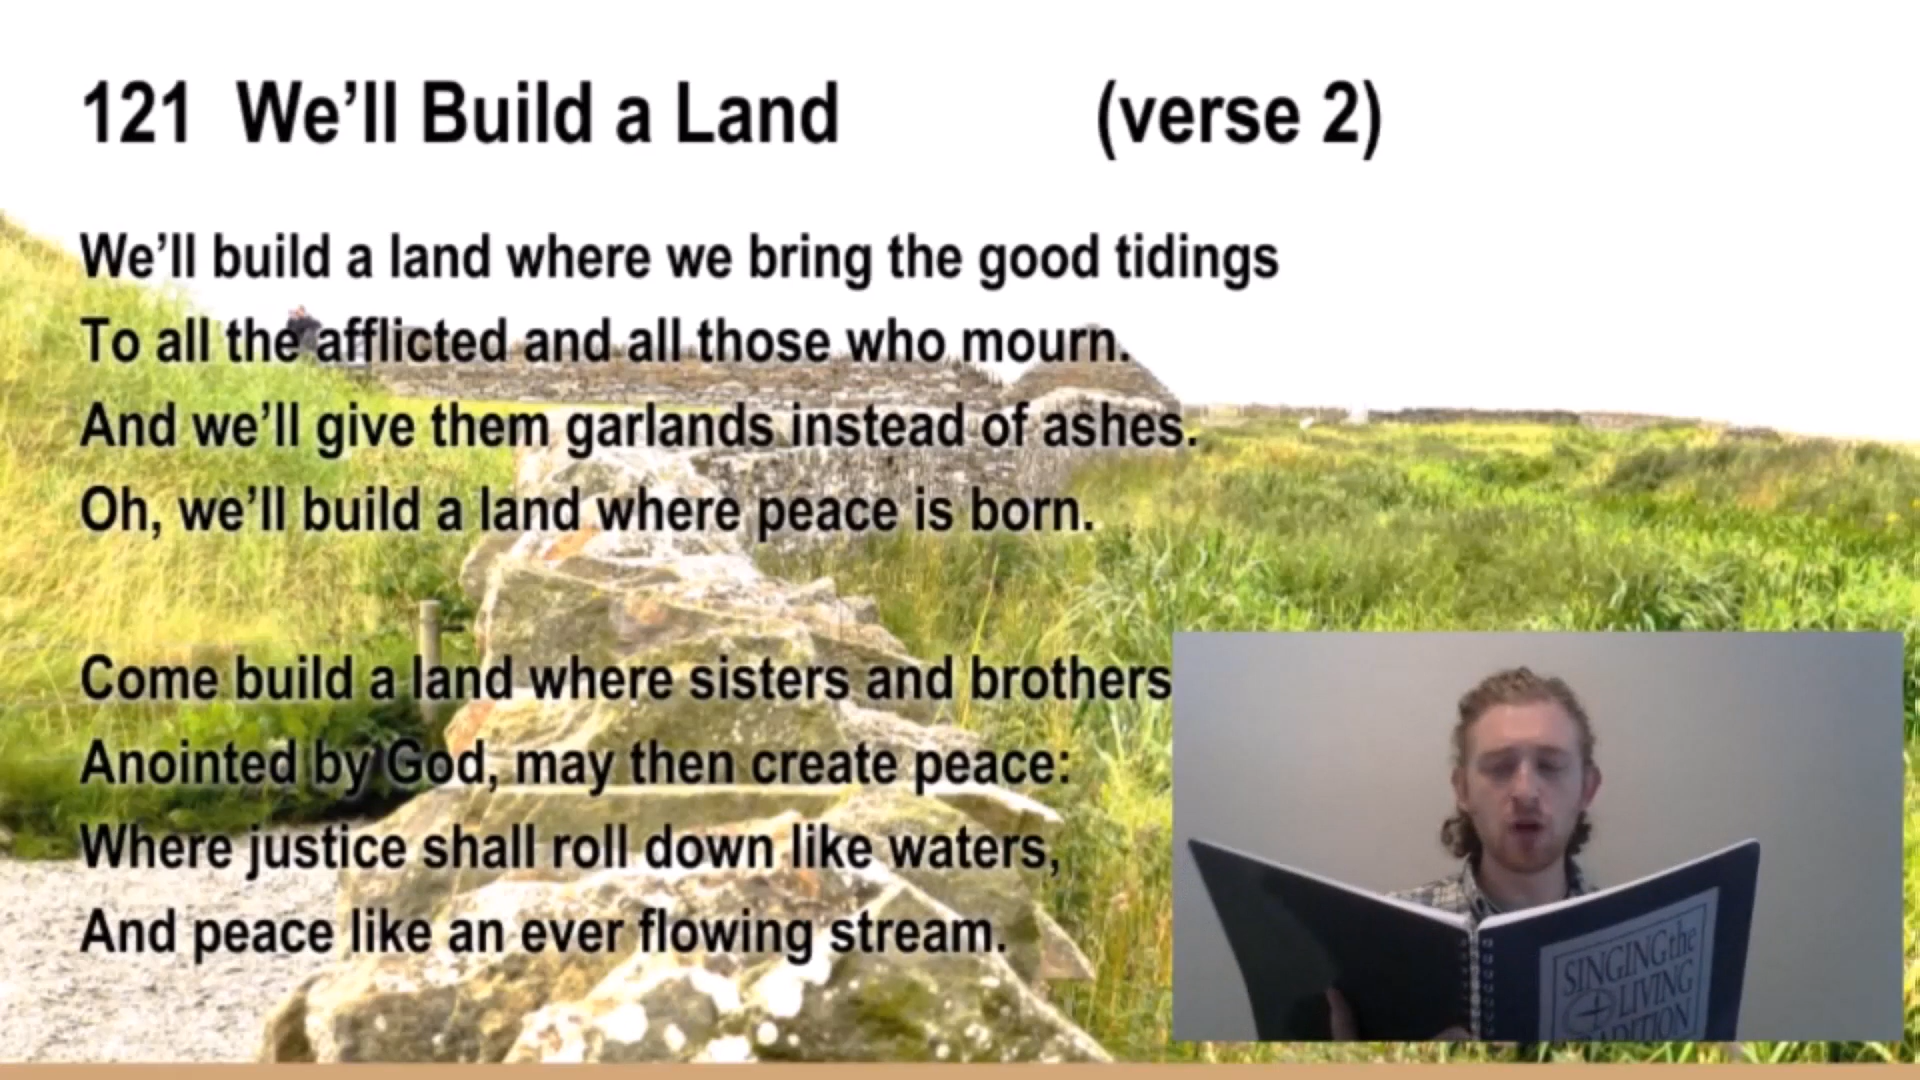 121 We’ll Build a Land (verse 2)
We’ll build a land where we bring the good tidings
To all the afflicted and all those who mourn.
And we’ll give them garlands instead of ashes.
Oh, we’ll build a land where peace is born.
Come build a land where sisters and brothers
Anointed by God, may then create peace:
Where justice shall roll down like waters,
And peace like an ever flowing stream.
SINGING the
LIVING
TRADITION